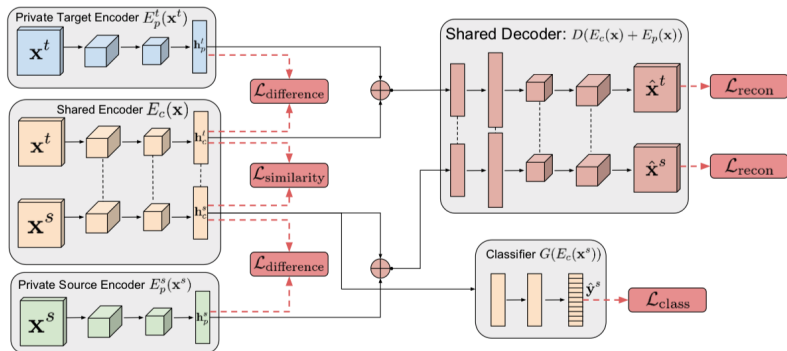 Private Target Encoder $E_p^t(\mathbf{x}^t)$
$\mathbf{x}^t$
$\mathbf{h}_p^t$
$\mathcal{L}_{\text{difference}}$
Shared Encoder $E_c(\mathbf{x})$
$\mathbf{x}^t$
$\mathbf{h}_c^t$
$\mathcal{L}_{\text{similarity}}$
$\mathbf{x}^s$
$\mathbf{h}_c^s$
$\mathcal{L}_{\text{difference}}$
Private Source Encoder $E_p^s(\mathbf{x}^s)$
$\mathbf{x}^s$
$\mathbf{h}_p^s$
Shared Decoder: $D(E_c(\mathbf{x}) + E_p(\mathbf{x}))$
$\hat{\mathbf{x}}^t$
$\mathcal{L}_{\text{recon}}$
$\hat{\mathbf{x}}^s$
$\mathcal{L}_{\text{recon}}$
Classifier $G(E_c(\mathbf{x}^s))$
$\hat{\mathbf{y}}^s$
$\mathcal{L}_{\text{class}}$